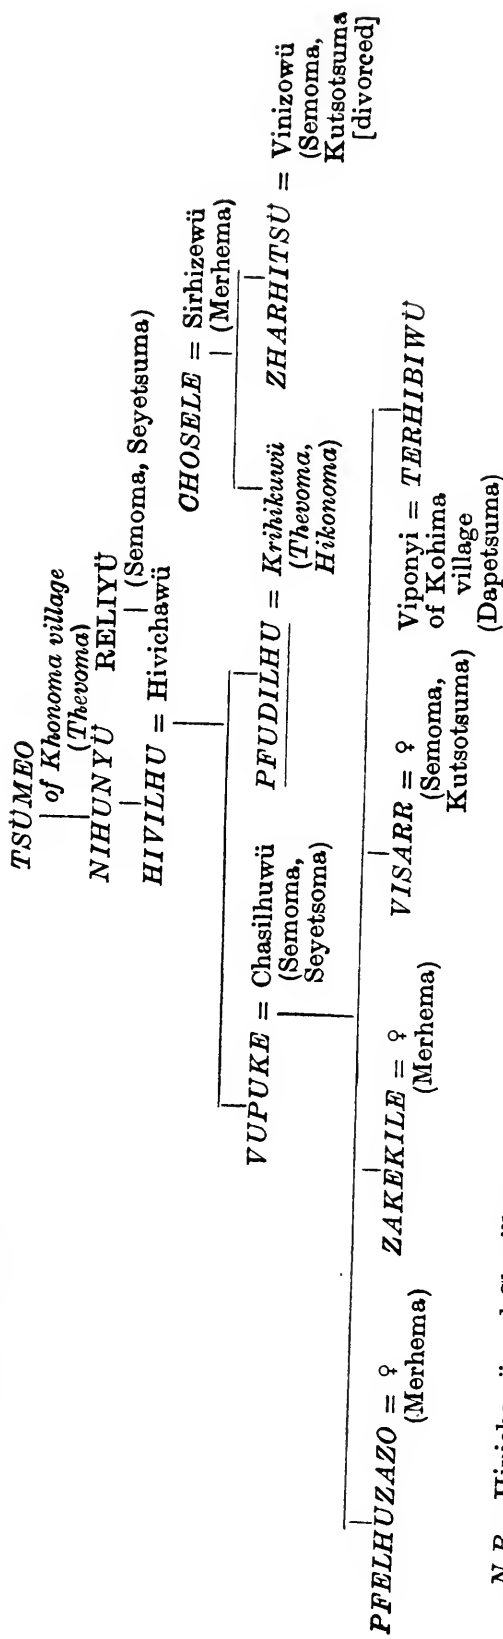 TSÜMEO
of Khonoma village
(Thevoma)
NIHUNYÜ RELIYÜ
HIVILHU = Hivichawü (Semoma, Seyetsuma)
CHOSELE = Sirhizewü
(Merhema)
VUPUKE = Chasilhuwü
(Semoma,
Seyetsoma)
PFUDILHU = Krihikuwü
(Thevoma,
Hikonoma)
ZHARHITSÜ = Vinizowü
(Semoma,
Kutsotsuma
[divorced]
PFELHUZAZO = ♀
(Merhema)
ZAKEKILE = ♀
(Merhema)
VISARR = ♀
(Semoma,
Kutsotsuma)
Viponyi = TERHIBIWÜ
of Kohima
village
(Dapetsuma)